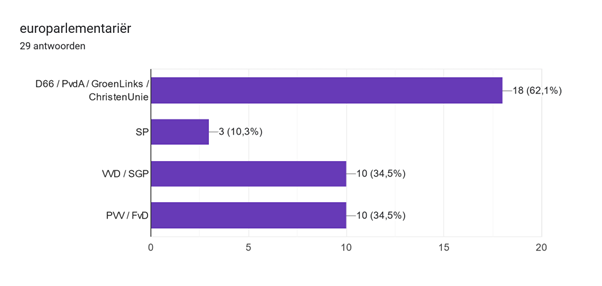 europarlementariër
29 antwoorden
D66 / PvdA / GroenLinks /
ChristenUnie
18 (62,1%)
SP
3 (10,3%)
VVD / SGP
10 (34,5%)
PVV / FvD
10 (34,5%)
0 5 10 15 20